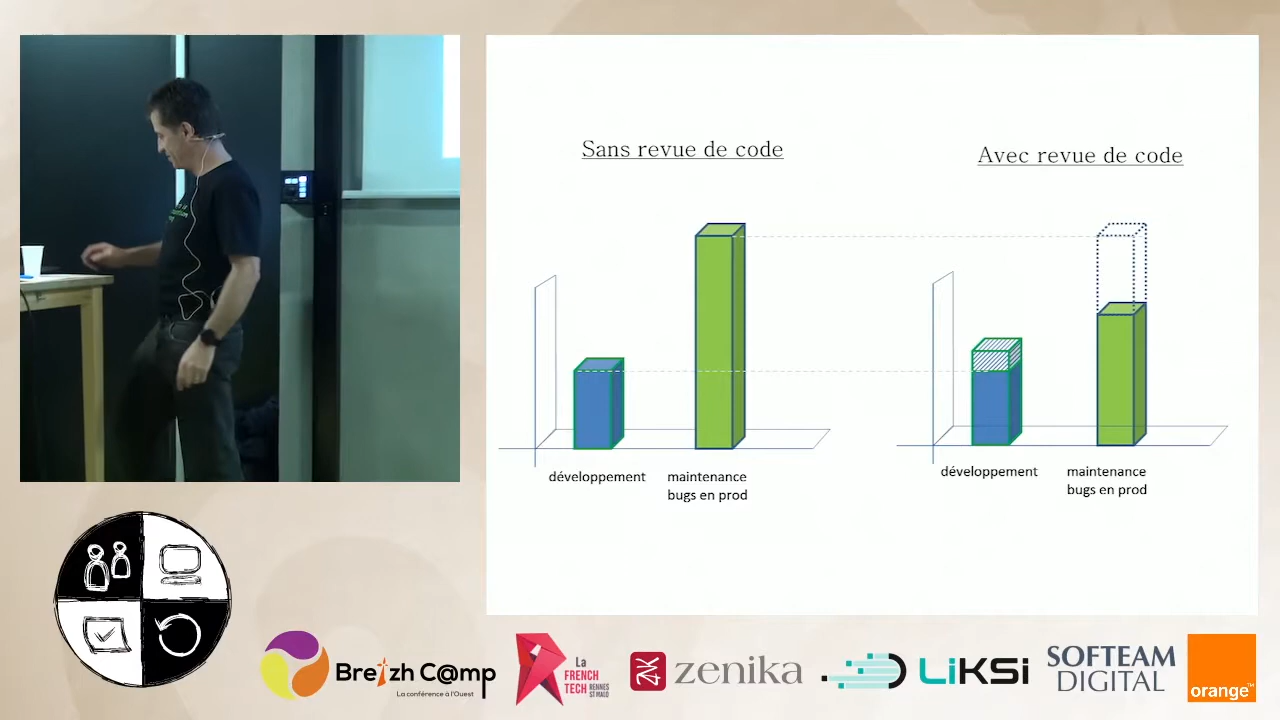 Sans revue de code
Avec revue de code
développement
maintenance
bugs en prod
développement
maintenance
bugs en prod
Breizh C@mp
La conférence à l'Ouest
La
FRENCH
TECH
RENNES
ST MALO
zenika
LiKSi
SOFTEAM
DIGITAL
orange™